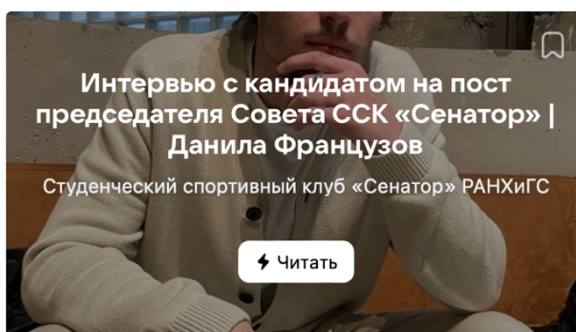 Интервью с кандидатом на пост
председателя Совета ССК «Сенатор» |
Данила Французов
Студенческий спортивный клуб «Сенатор» РАНХиГС
Читать